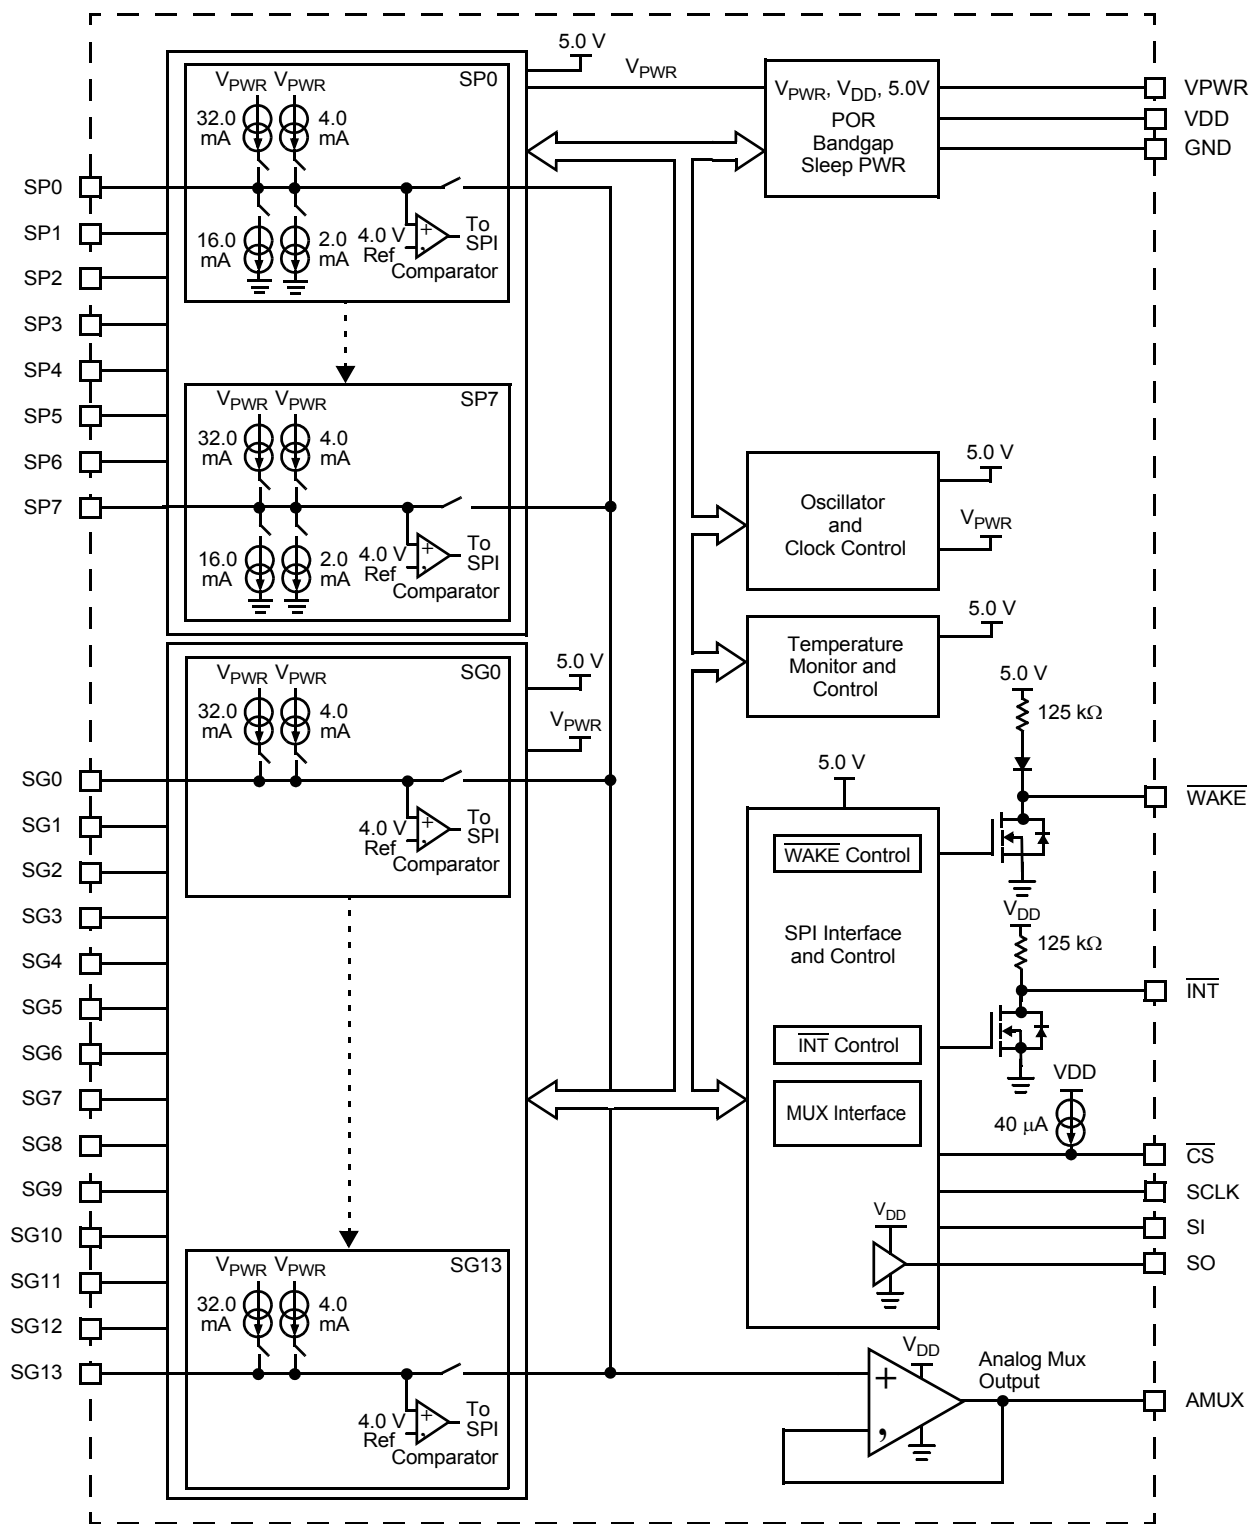 SP0
SP1
SP2
SP3
SP4
SP5
SP6
SP7
SG0
SG1
SG2
SG3
SG4
SG5
SG6
SG7
SG8
SG9
SG10
SG11
SG12
SG13
SP0
VPWR VPWR
32.0
mA
4.0
mA
16.0
mA
2.0
mA
4.0 V
Ref
+
,
To
SPI
Comparator
SP7
VPWR VPWR
32.0
mA
4.0
mA
16.0
mA
2.0
mA
4.0 V
Ref
+
,
To
SPI
Comparator
SG0
VPWR VPWR
32.0
mA
4.0
mA
4.0 V
Ref
+
,
To
SPI
Comparator
SG13
VPWR VPWR
32.0
mA
4.0
mA
4.0 V
Ref
+
,
To
SPI
Comparator
5.0 V
VPWR
5.0 V
VPWR
VPWR, VDD, 5.0V
POR
Bandgap
Sleep PWR
Oscillator
and
Clock Control
5.0 V
VPWR
Temperature
Monitor and
Control
5.0 V
5.0 V
WAKE Control
SPI Interface
and Control
INT Control
MUX Interface
VDD
5.0 V
125 kΩ
VDD
125 kΩ
VDD
40 μA
VDD
+
,
Analog Mux
Output
VPWR
VDD
GND
WAKE
INT
CS
SCLK
SI
SO
AMUX